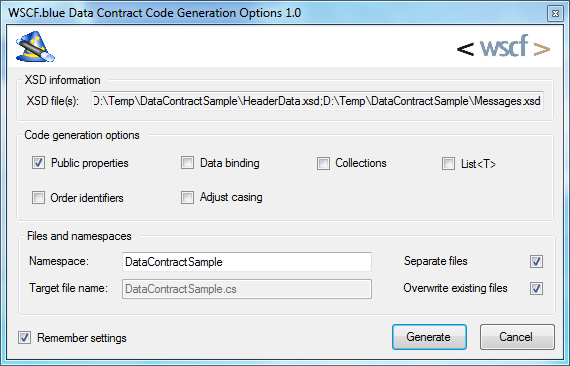 WSCF.blue Data Contract Code Generation Options 1.0
< wscf >
XSD information
XSD file(s): D:\Temp\DataContractSample\HeaderData.xsd;D:\Temp\DataContractSample\Messages.xsd
Code generation options
Public properties Data binding Collections List<T>
Order identifiers Adjust casing
Files and namespaces
Namespace: DataContractSample Separate files
Target file name: DataContractSample.cs Overwrite existing files
Remember settings Generate Cancel